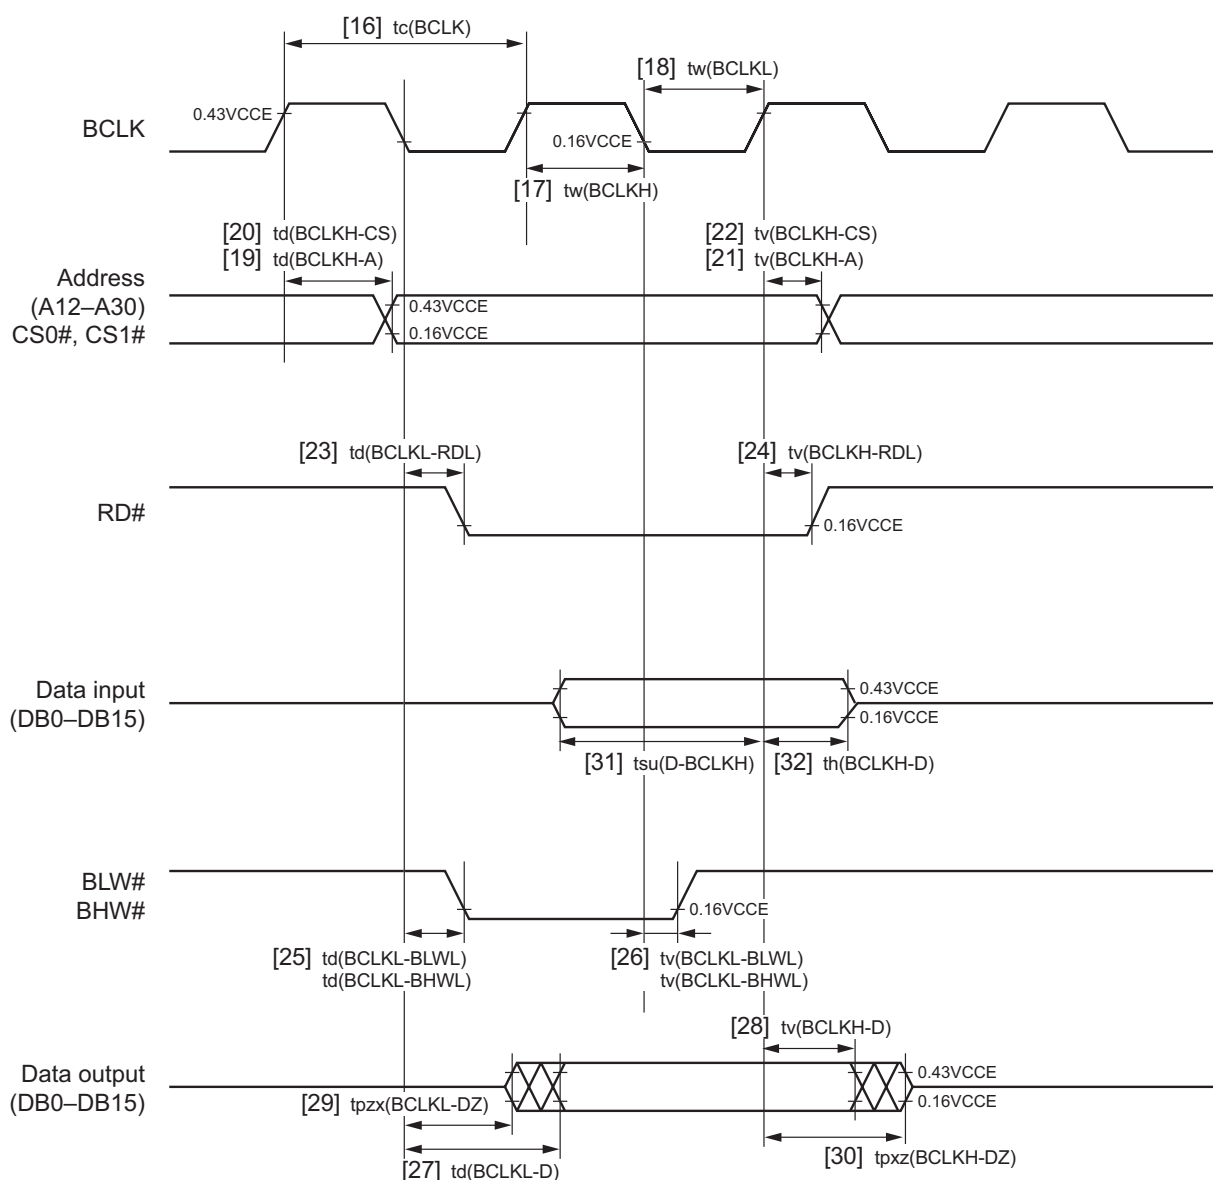 [16] tc(BCLK)
[18] tw(BCLKL)
0.43VCCE
BCLK
0.16VCCE
[17] tw(BCLKH)
[20] td(BCLKH-CS)
[19] td(BCLKH-A)
[22] tv(BCLKH-CS)
[21] tv(BCLKH-A)
Address
(A12–A30)
CS0#, CS1#
0.43VCCE
0.16VCCE
[23] td(BCLKL-RDL)
[24] tv(BCLKH-RDL)
RD#
0.16VCCE
Data input
(DB0–DB15)
0.43VCCE
0.16VCCE
[31] tsu(D-BCLKH)
[32] th(BCLKH-D)
BLW#
BHW#
0.16VCCE
[25] td(BCLKL-BLWL)
td(BCLKL-BHWL)
[26] tv(BCLKL-BLWL)
tv(BCLKL-BHWL)
[28] tv(BCLKH-D)
Data output
(DB0–DB15)
0.43VCCE
0.16VCCE
[29] tpzx(BCLKL-DZ)
[27] td(BCLKL-D)
[30] tpxz(BCLKH-DZ)